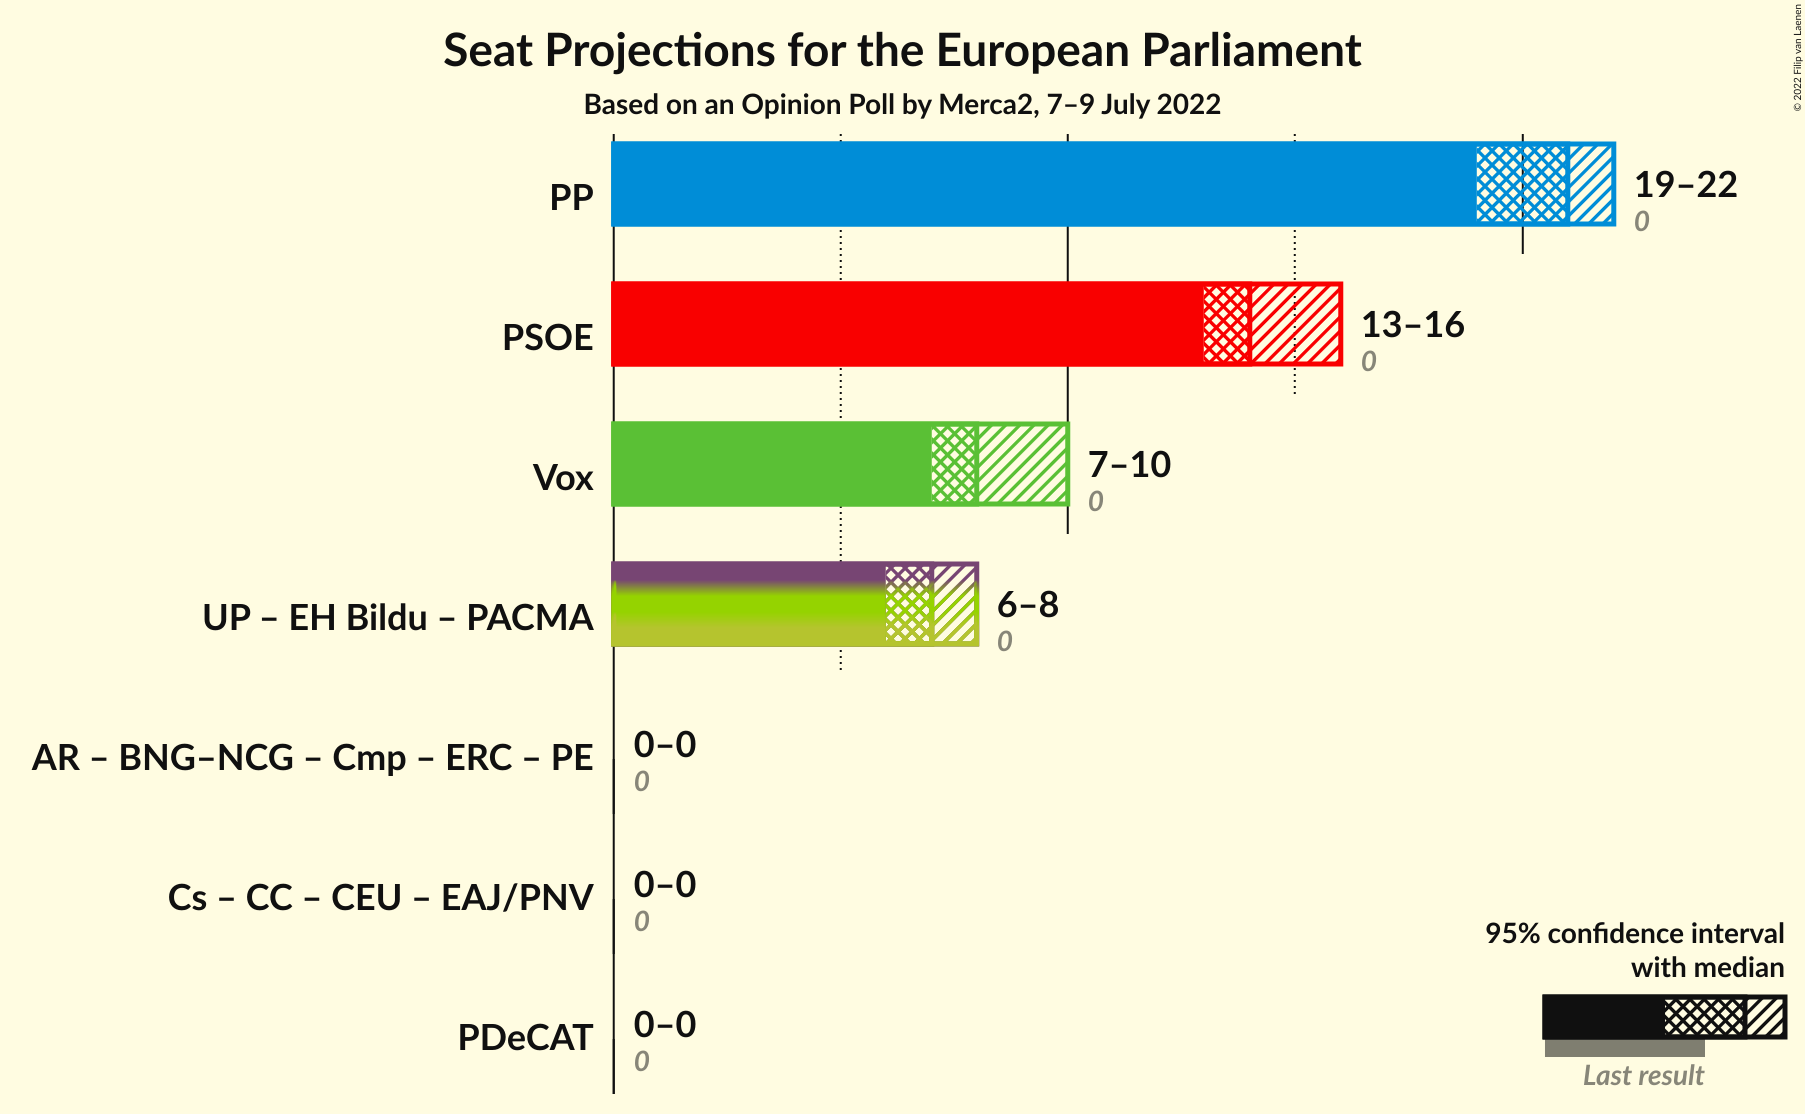 Seat Projections for the European Parliament
Based on an Opinion Poll by Merca2, 7–9 July 2022
© 2022 Filip van Laenen
PP
19–22
0
PSOE
13–16
0
Vox
7–10
0
UP – EH Bildu – PACMA
6–8
0
AR – BNG–NCG – Cmp – ERC – PE
0–0
0
Cs – CC – CEU – EAJ/PNV
0–0
0
PDeCAT
0–0
0
95% confidence interval
with median
Last result